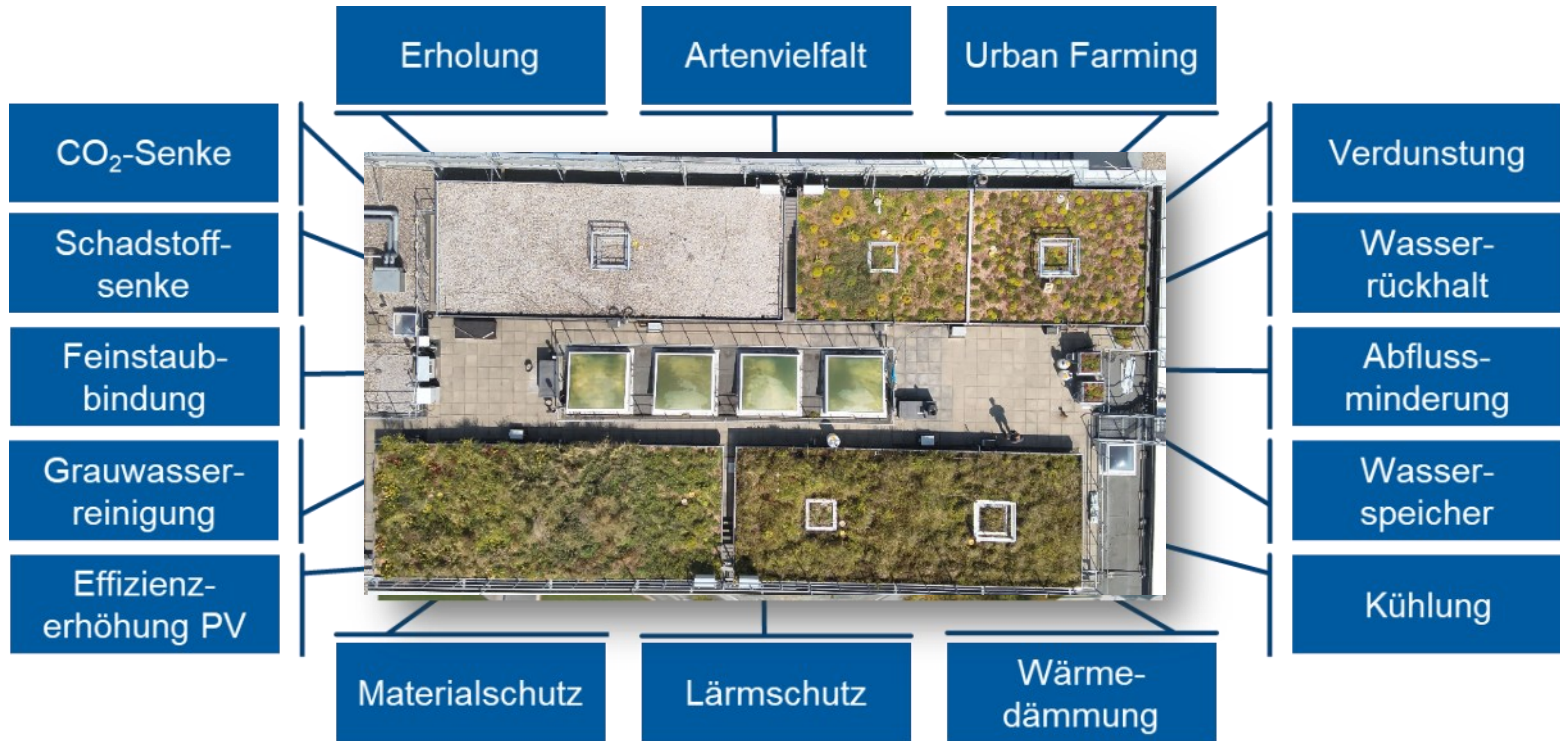 Erholung
Artenvielfalt
Urban Farming
CO₂-Senke
Schadstoff-
senke
Feinstaub-
bindung
Grauwasser-
reinigung
Effizienz-
erhöhung PV
Verdunstung
Wasser-
rückhalt
Abfluss-
minderung
Wasser-
speicher
Kühlung
Materialschutz
Lärmschutz
Wärme-
dämmung